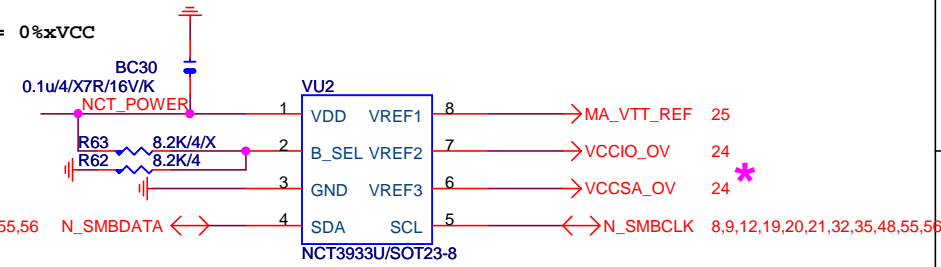 = 0%xVCC
BC30
0.1u/4/X7R/16V/K
VU2
NCT_POWER
1 VDD VREF1 8 MA_VTT_REF 25
R63 8.2K/4/X
2 B_SEL VREF2 7 VCCIO_OV 24
R62 8.2K/4
3 GND VREF3 6 VCCSA_OV 24 *
55,56 N_SMBDATA 4 SDA SCL 5 N_SMBCLK 8,9,12,19,20,21,32,35,48,55,56
NCT3933U/SOT23-8